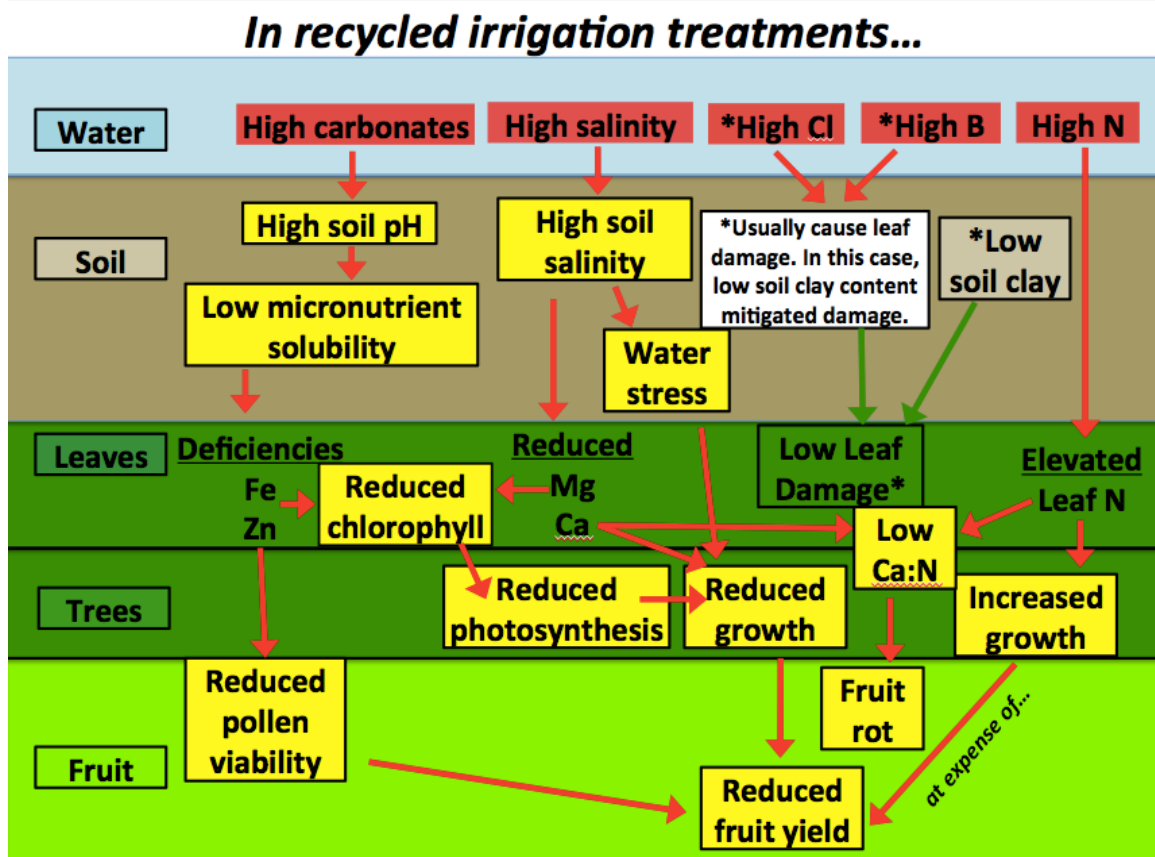 In recycled irrigation treatments...
Water
High carbonates
High salinity
*High Cl
*High B
High N
Soil
High soil pH
Low micronutrient
solubility
High soil
salinity
Water
stress
*Usually cause leaf
damage. In this case,
low soil clay content
mitigated damage.
*Low
soil clay
Leaves
Deficiencies
Fe
Zn
Reduced
chlorophyll
Reduced
Mg
Ca
Low Leaf
Damage*
Low
Ca:N
Elevated
Leaf N
Trees
Reduced
photosynthesis
Reduced
growth
Increased
growth
Fruit
Reduced
pollen
viability
Fruit
rot
at expense of...
Reduced
fruit yield